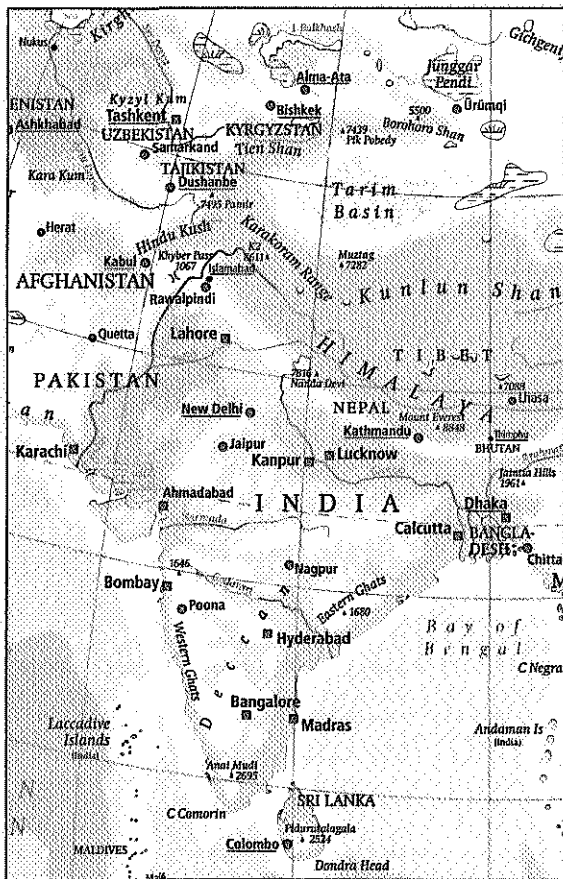 Kirgh
L Balkhash
Gichgeniy
Nukus
Junggar
Pendi
Alma-Ata
ENISTAN
Kyzyl Kum
Bishkek
Ürümqi
Ashkhabad
Tashkent
5500
UZBEKISTAN
KYRGYZSTAN
7439
Borohoro Shan
Samarkand
Tien Shan
Pik Pobedy
TAJIKISTAN
Kara Kum
Dushanbe
Tarim
7495 Pamir
Basin
Herat
Hindu Kush
Karakoram Range
Kabul
Khyber Pass
1067
K2
8611
Muztag
7282
Islamabad
AFGHANISTAN
Kunlun Shan
Rawalpindi
Quetta
Lahore
HIMALAYA
TIBET
PAKISTAN
7816
Nanda Devi
7088
Lhasa
an
New Delhi
NEPAL
Mount Everest
8848
Kathmandu
Thimphu
Karachi
Jaipur
BHUTAN
Kanpur
Lucknow
Jaintia Hills
1961
Ahmadabad
INDIA
Dhaka
Narmada
Calcutta
BANGLA-
DESH
Chitta
1646
Nagpur
M
Bombay
Godavari
Eastern Ghats
Poona
1680
Deccan
Bay of
Bengal
Hyderabad
Western Ghats
C Negra
Bangalore
Laccadive
Islands
(India)
Madras
Andaman Is
(India)
Anai Mudi
2695
N
SRI LANKA
N
C Comorin
Pidurutalagala
2524
Colombo
MALDIVES
Dondra Head